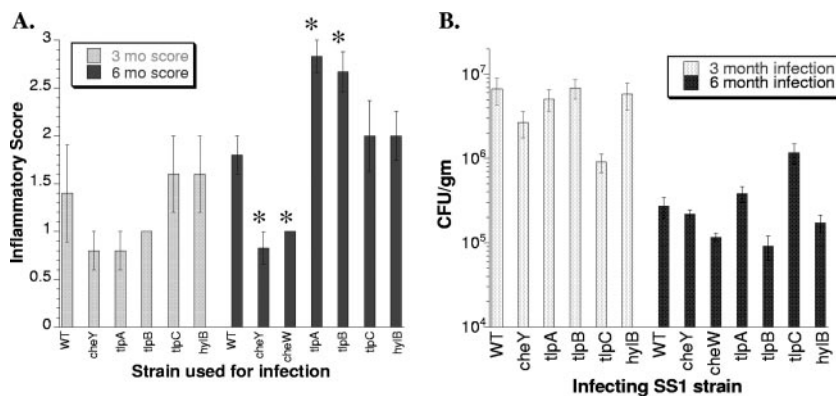 A.
3 mo score
6 mo score
Inflammatory Score
3
2.5
2
1.5
1
0.5
0
* * * *
WT cheY tlpA tlpB tlpC hylB WT cheY cheW tlpA tlpB tlpC hylB
Strain used for infection
B.
3 month infection
6 month infection
CFU/gm
10^7
10^6
10^5
10^4
WT cheY tlpA tlpB tlpC hylB WT cheY cheW tlpA tlpB tlpC hylB
Infecting SS1 strain